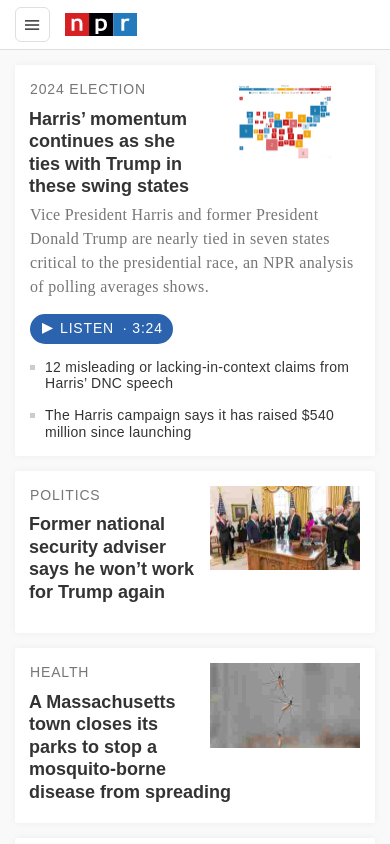 npr
2024 ELECTION
Harris’ momentum
continues as she
ties with Trump in
these swing states
Vice President Harris and former President
Donald Trump are nearly tied in seven states
critical to the presidential race, an NPR analysis
of polling averages shows.
LISTEN · 3:24
12 misleading or lacking-in-context claims from
Harris’ DNC speech
The Harris campaign says it has raised $540
million since launching
POLITICS
Former national
security adviser
says he won’t work
for Trump again
HEALTH
A Massachusetts
town closes its
parks to stop a
mosquito-borne
disease from spreading